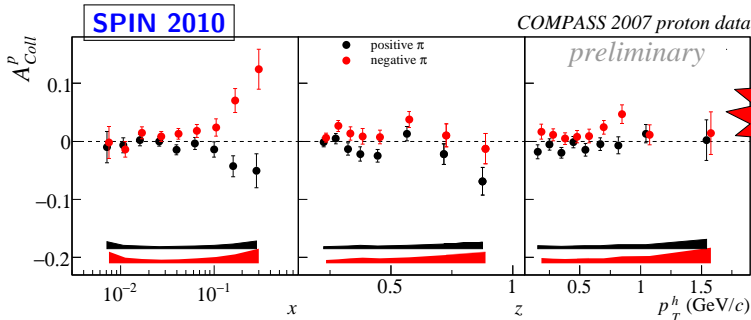 SPIN 2010
COMPASS 2007 proton data
A^p_Coll
positive π
negative π
preliminary
0.1
0
−0.1
−0.2
10^−2 10^−1 0.5 1 0.5 1 1.5
x z p_T^h (GeV/c)